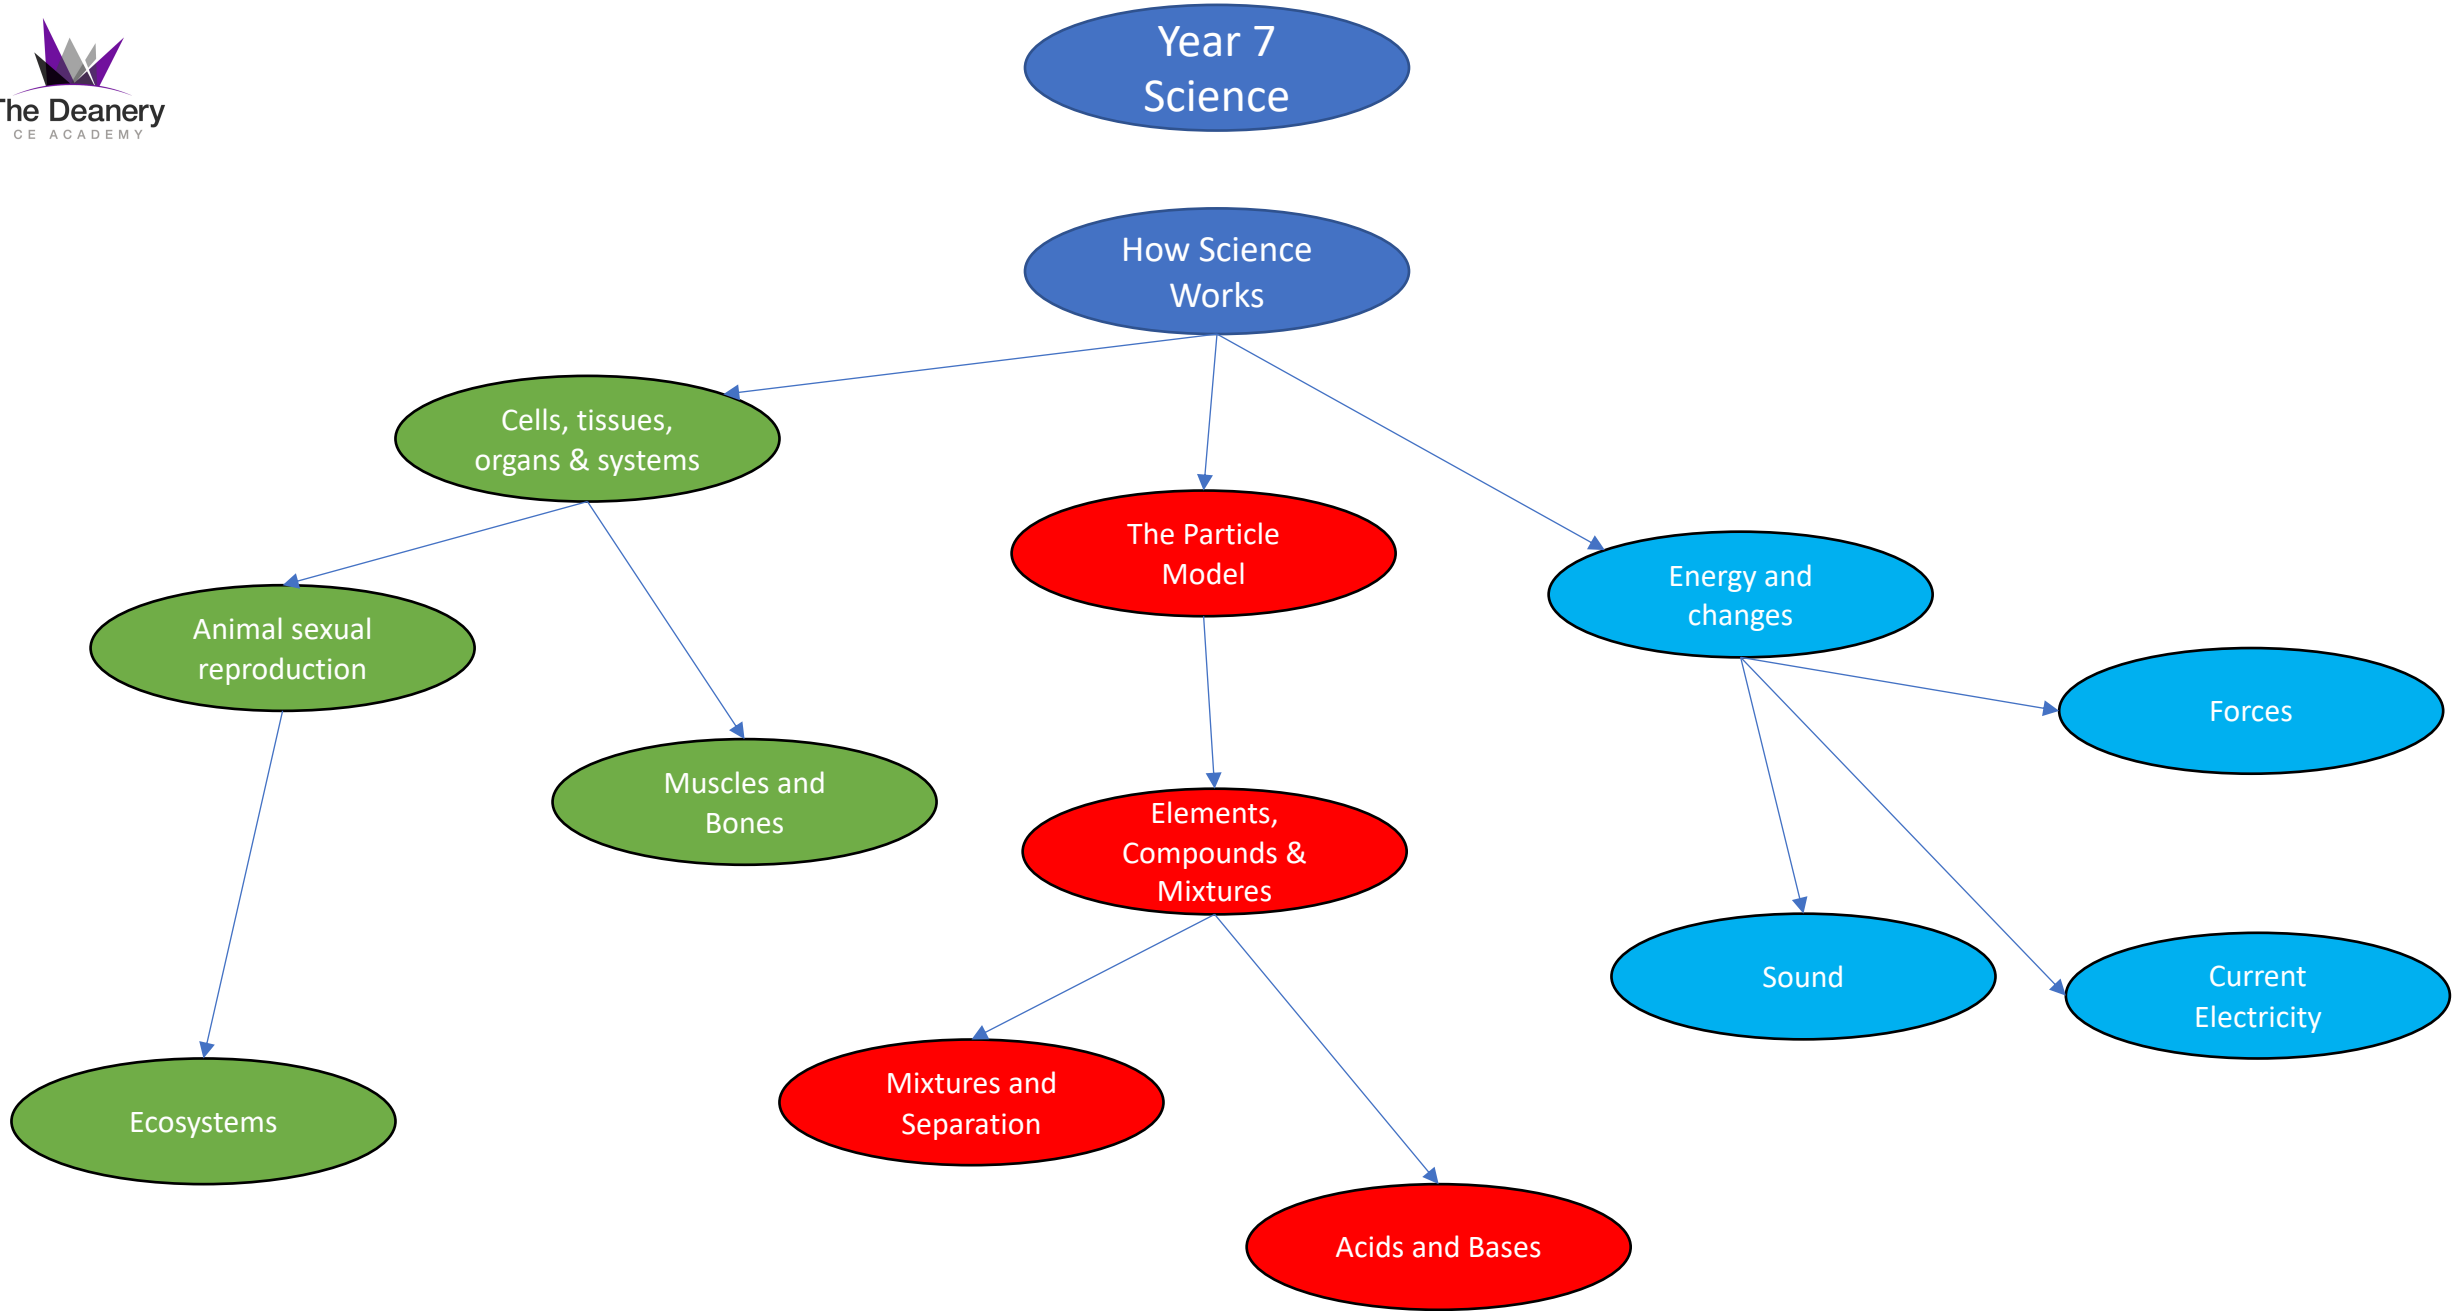 The Deanery
CE ACADEMY
Year 7
Science
How Science
Works
Cells, tissues,
organs & systems
The Particle
Model
Energy and
changes
Animal sexual
reproduction
Forces
Muscles and
Bones
Elements,
Compounds &
Mixtures
Sound
Current
Electricity
Mixtures and
Separation
Ecosystems
Acids and Bases